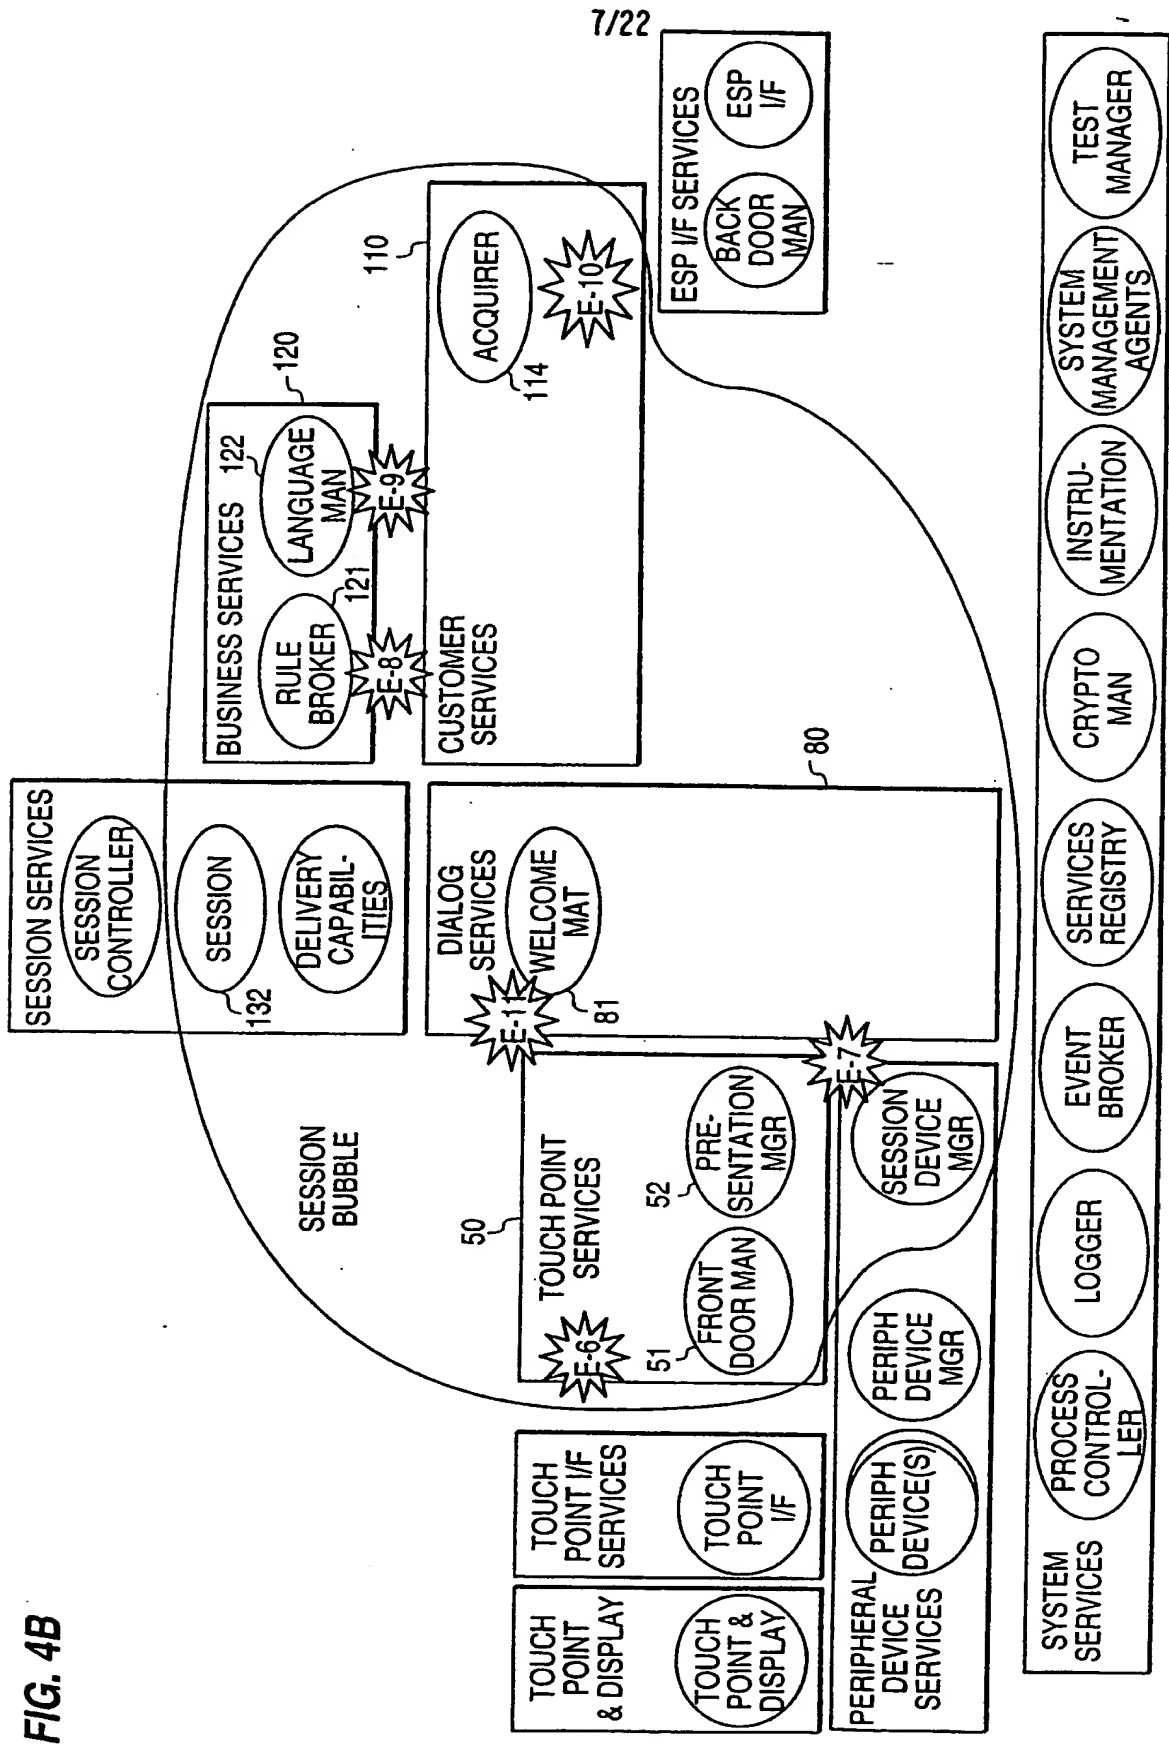 7/22
FIG. 4B
SESSION SERVICES
SESSION
CONTROLLER
SESSION
132
DELIVERY
CAPABIL-
ITIES
SESSION
BUBBLE
BUSINESS SERVICES
120
RULE
BROKER
121
LANGUAGE
MAN
122
E-8
E-9
CUSTOMER
SERVICES
110
ACQUIRER
114
E-10
ESP I/F SERVICES
BACK
DOOR
MAN
ESP
I/F
DIALOG
SERVICES
80
WELCOME
MAT
81
E-11
TOUCH POINT
SERVICES
50
E-6
FRONT
DOOR MAN
51
PRE-
SENTATION
MGR
52
E-7
TOUCH
POINT
& DISPLAY
TOUCH
POINT &
DISPLAY
TOUCH
POINT I/F
SERVICES
TOUCH
POINT
I/F
PERIPHERAL
DEVICE
SERVICES
PERIPH
DEVICE(S)
PERIPH
DEVICE
MGR
SESSION
DEVICE
MGR
SYSTEM
SERVICES
PROCESS
CONTROL-
LER
LOGGER
EVENT
BROKER
SERVICES
REGISTRY
CRYPTO
MAN
INSTRU-
MENTATION
SYSTEM
MANAGEMENT
AGENTS
TEST
MANAGER